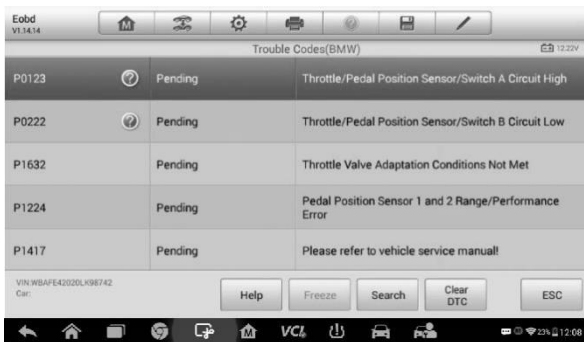 Eobd
V1.14.14
Trouble Codes(BMW)
12.22V
P0123 Pending Throttle/Pedal Position Sensor/Switch A Circuit High
P0222 Pending Throttle/Pedal Position Sensor/Switch B Circuit Low
P1632 Pending Throttle Valve Adaptation Conditions Not Met
P1224 Pending Pedal Position Sensor 1 and 2 Range/Performance
Error
P1417 Pending Please refer to vehicle service manual!
VIN:WBAFE42020LK98742
Car:
Help Freeze Search Clear
DTC ESC
VCI 23% 12:08